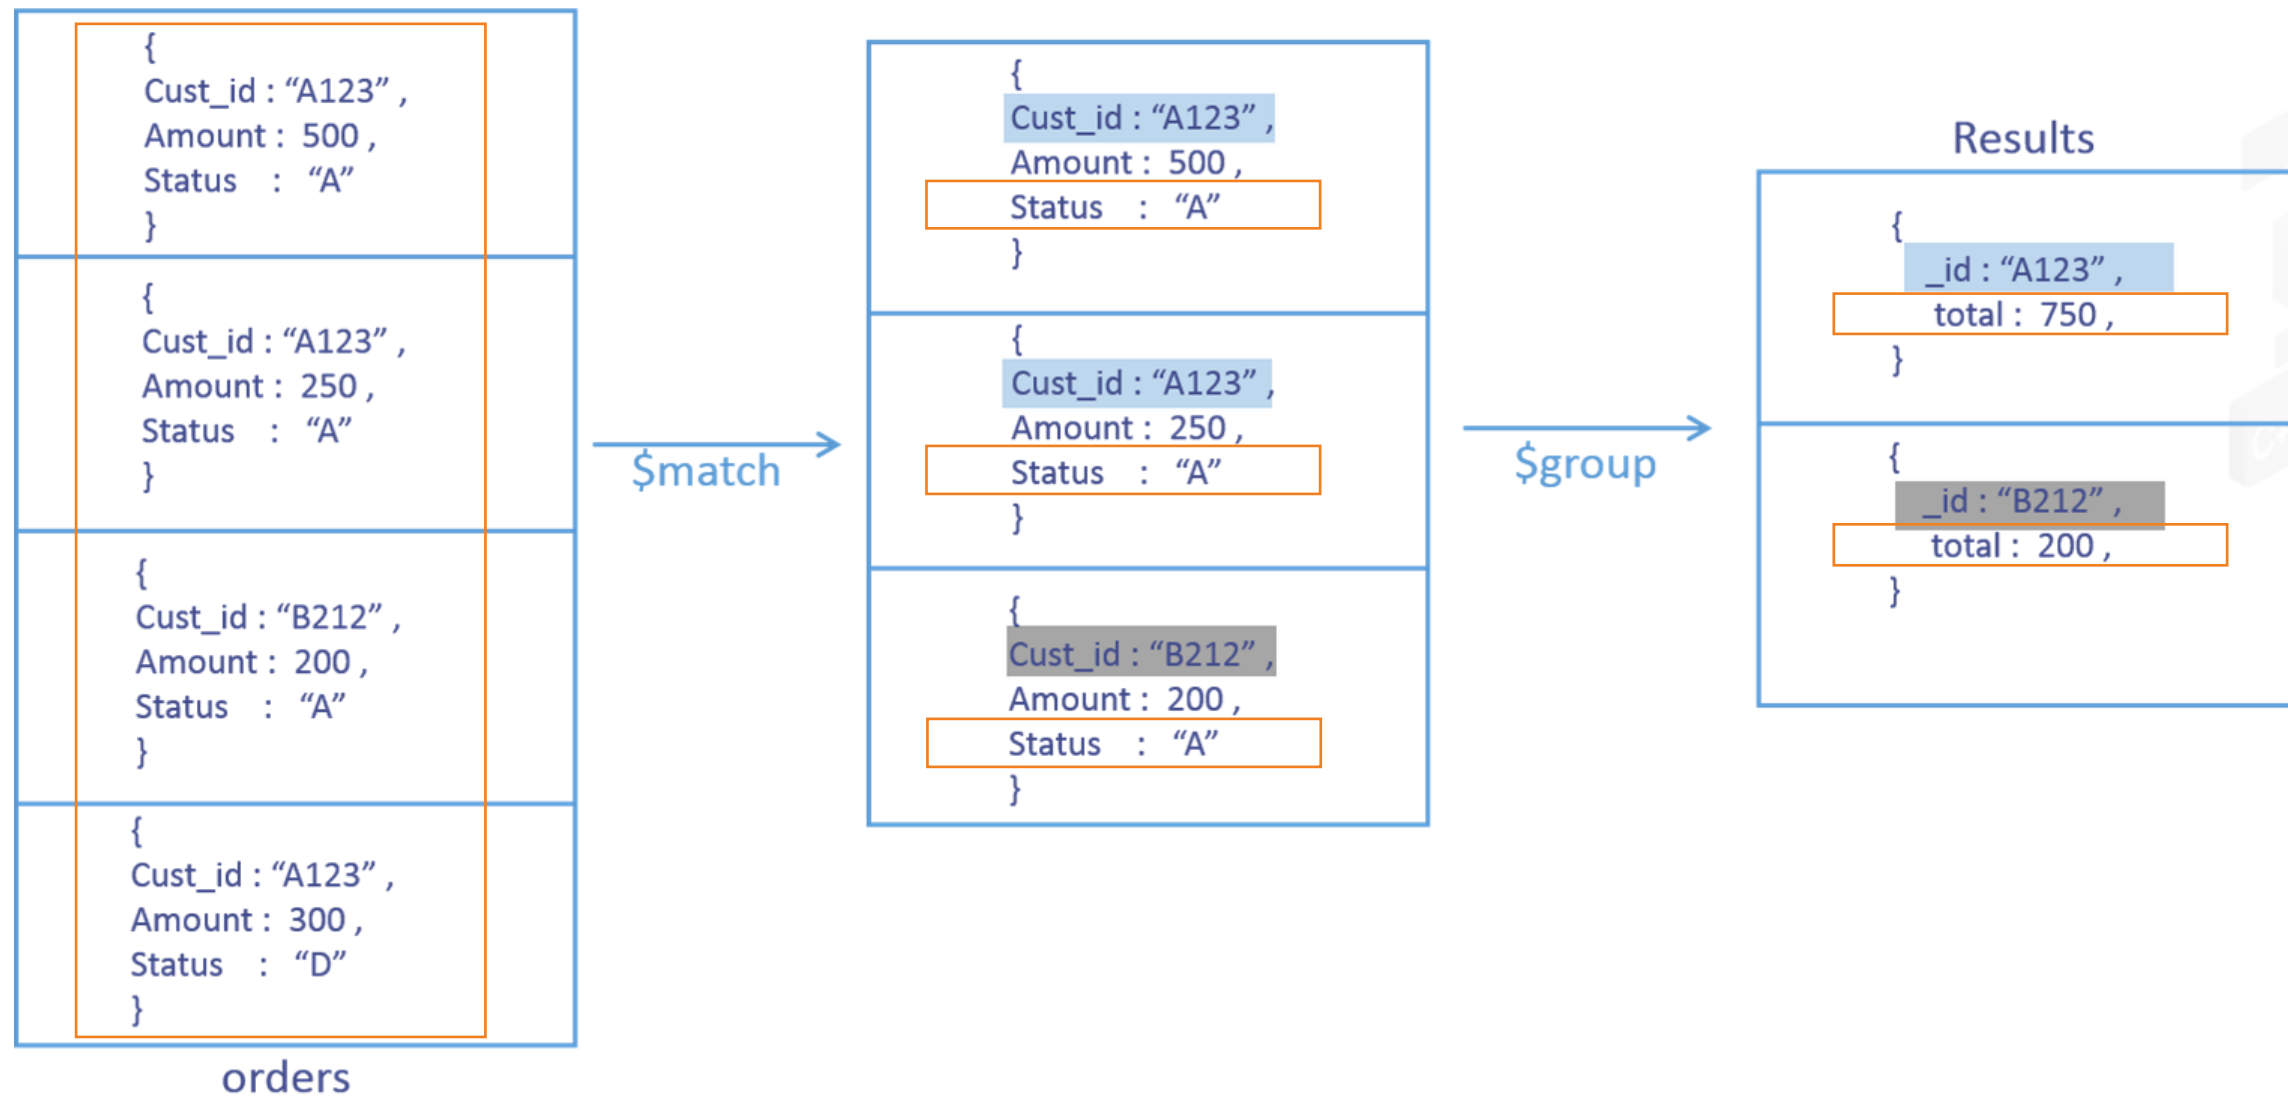 {
Cust_id : “A123” ,
Amount : 500 ,
Status : “A”
}
{
Cust_id : “A123” ,
Amount : 250 ,
Status : “A”
}
{
Cust_id : “B212” ,
Amount : 200 ,
Status : “A”
}
{
Cust_id : “A123” ,
Amount : 300 ,
Status : “D”
}
orders
$match
{
Cust_id : “A123” ,
Amount : 500 ,
Status : “A”
}
{
Cust_id : “A123” ,
Amount : 250 ,
Status : “A”
}
{
Cust_id : “B212” ,
Amount : 200 ,
Status : “A”
}
$group
Results
{
_id : “A123” ,
total : 750 ,
}
{
_id : “B212” ,
total : 200 ,
}